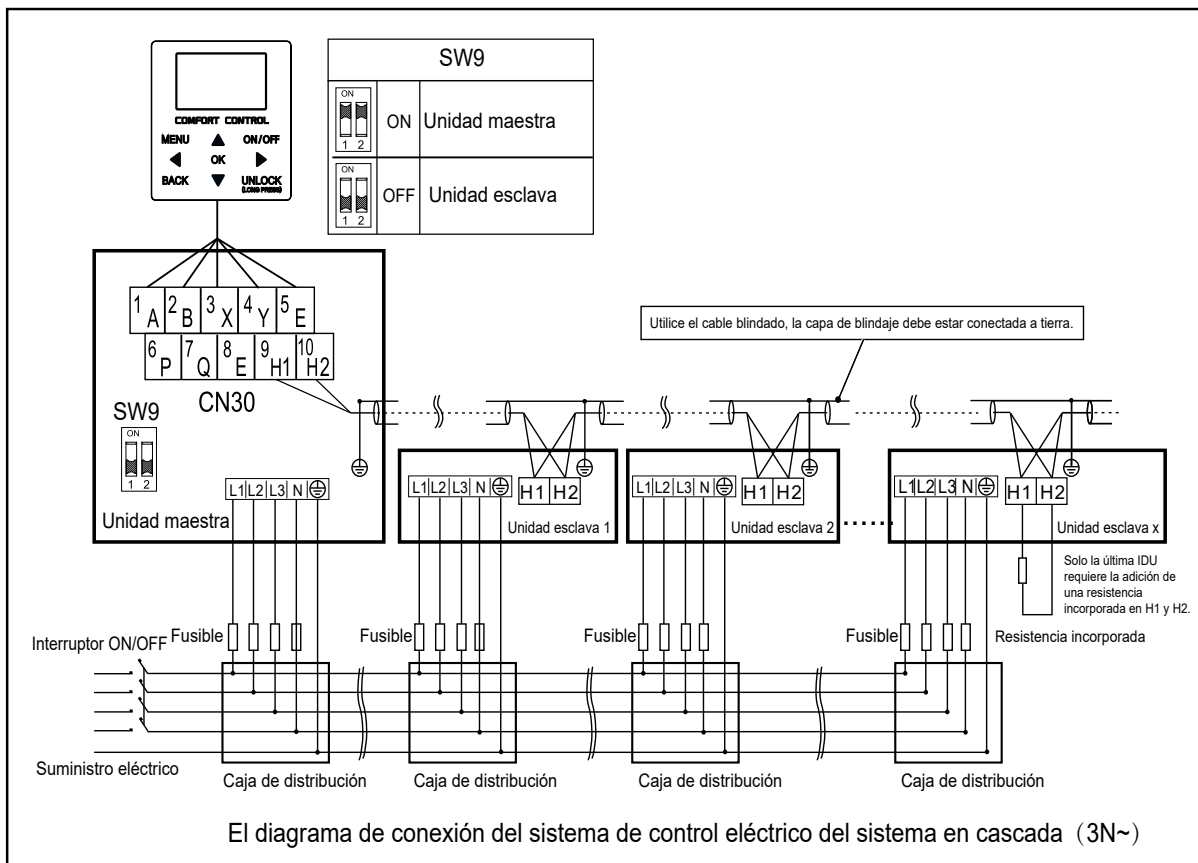 SW9
ON
1 2
ON
Unidad maestra
ON
1 2
OFF
Unidad esclava
COMFORT CONTROL
MENU
ON/OFF
OK
BACK
UNLOCK
(LONG PRESS)
1 A
2 B
3 X
4 Y
5 E
6 P
7 Q
8 E
9 H1
10 H2
CN30
SW9
ON
1 2
Unidad maestra
L1 L2 L3 N
Utilice el cable blindado, la capa de blindaje debe estar conectada a tierra.
L1 L2 L3 N
H1 H2
Unidad esclava 1
L1 L2 L3 N
H1 H2
Unidad esclava 2
L1 L2 L3 N
H1 H2
Unidad esclava x
Solo la última IDU
requiere la adición de
una resistencia
incorporada en H1 y H2.
Resistencia incorporada
Interruptor ON/OFF
Fusible
Fusible
Fusible
Fusible
Suministro eléctrico
Caja de distribución
Caja de distribución
Caja de distribución
Caja de distribución
El diagrama de conexión del sistema de control eléctrico del sistema en cascada (3N~)